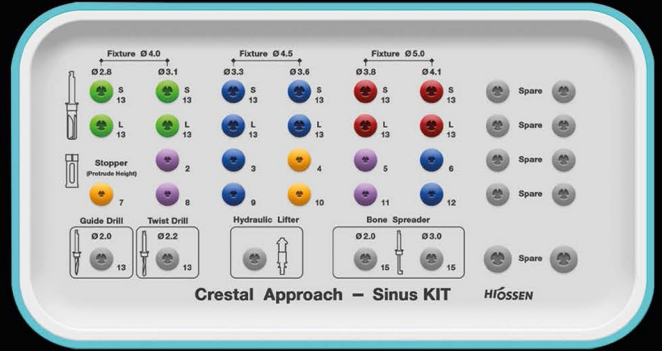 Fixture Ø4.0 Fixture Ø4.5 Fixture Ø5.0
Ø2.8 Ø3.1 Ø3.3 Ø3.6 Ø3.8 Ø4.1
S 13 S 13 S 13 S 13 S 13 S 13 Spare
L 13 L 13 L 13 L 13 L 13 L 13 Spare
Stopper 2 3 4 5 6 Spare
(Protrude Height)
7 8 9 10 11 12 Spare
Guide Drill Twist Drill Hydraulic Lifter Bone Spreader
Ø2.0 Ø2.2 Ø2.0 Ø3.0
13 13 15 15 Spare
Crestal Approach – Sinus KIT HIOSSEN